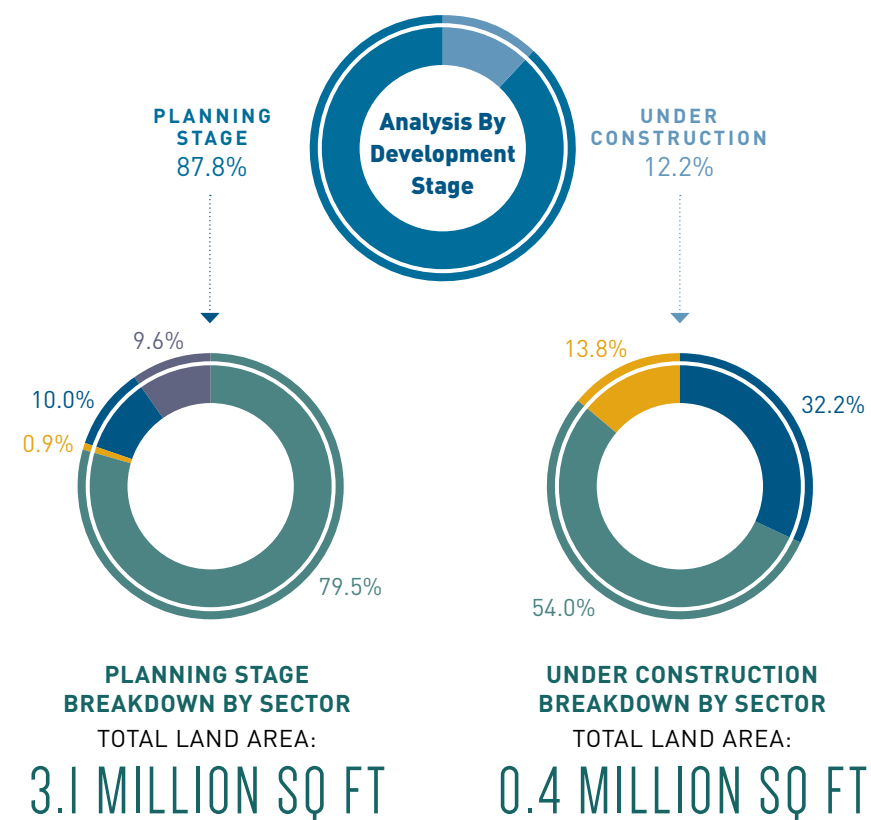 Analysis By
Development
Stage
PLANNING
STAGE
87.8%
UNDER
CONSTRUCTION
12.2%
9.6%
10.0%
0.9%
79.5%
13.8%
32.2%
54.0%
PLANNING STAGE
BREAKDOWN BY SECTOR
TOTAL LAND AREA:
3.1 MILLION SQ FT
UNDER CONSTRUCTION
BREAKDOWN BY SECTOR
TOTAL LAND AREA:
0.4 MILLION SQ FT